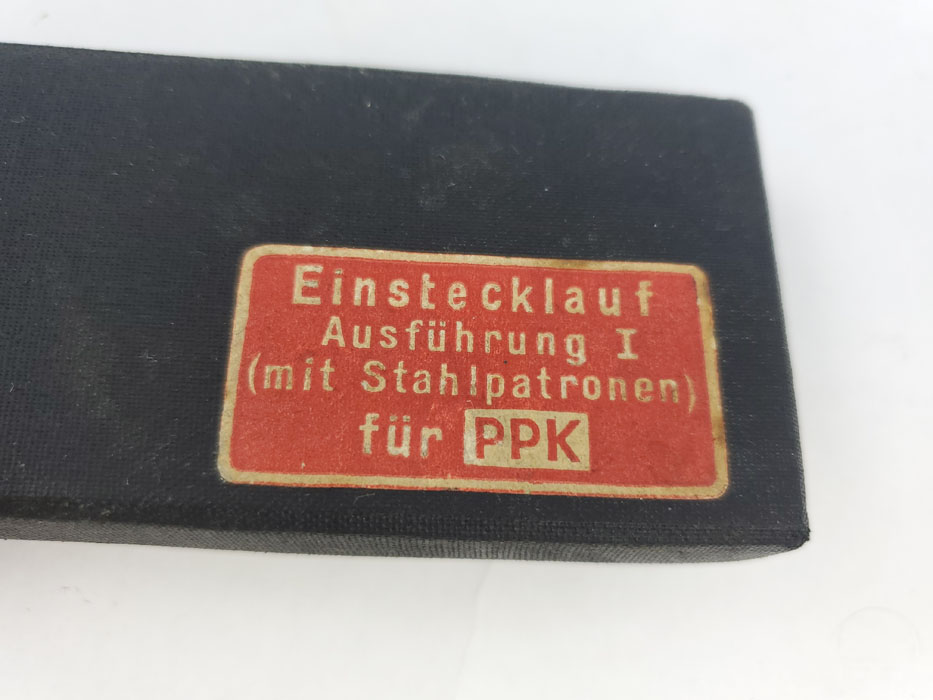 Einstecklauf
Ausführung I
(mit Stahlpatronen)
für PPK